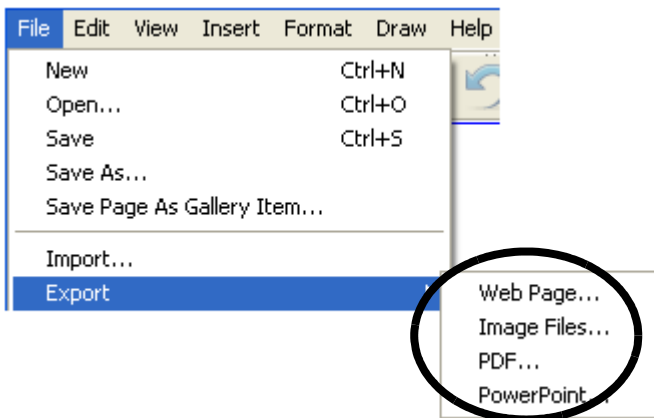 File Edit View Insert Format Draw Help
New Ctrl+N
Open... Ctrl+O
Save Ctrl+S
Save As...
Save Page As Gallery Item...
Import...
Export
Web Page...
Image Files...
PDF...
PowerPoint...